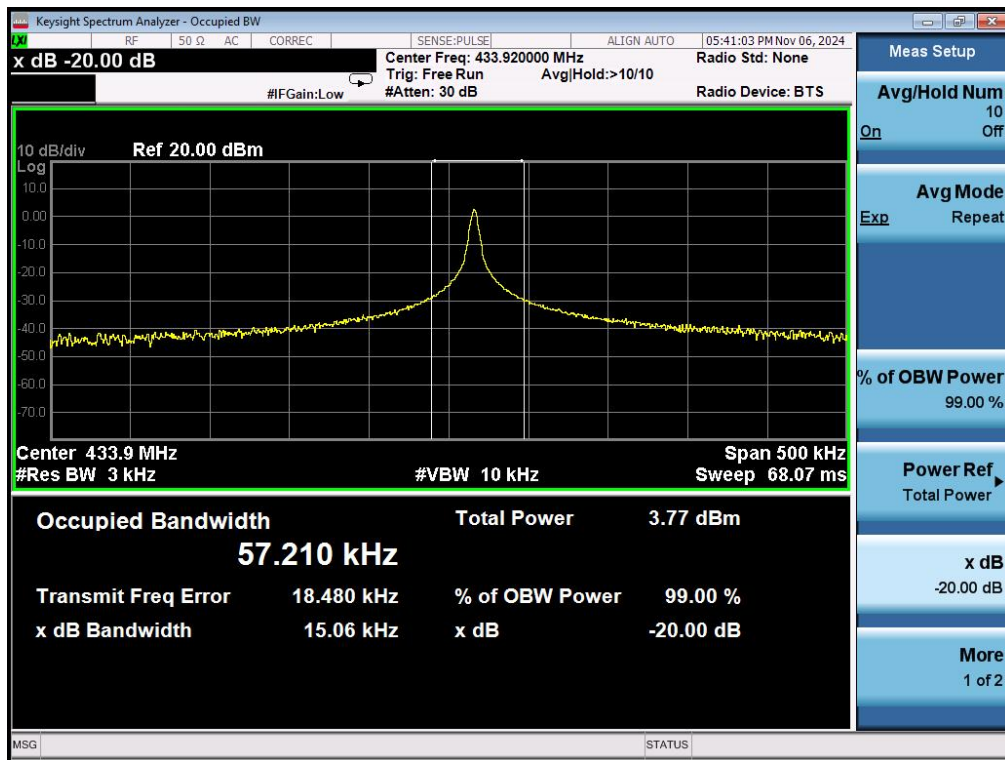 Keysight Spectrum Analyzer - Occupied BW
LXI
RF 50 Ω AC CORREC SENSE:PULSE ALIGN AUTO 05:41:03 PM Nov 06, 2024
x dB -20.00 dB
Center Freq: 433.920000 MHz
Radio Std: None
Trig: Free Run Avg|Hold:>10/10
#IFGain:Low
#Atten: 30 dB
Radio Device: BTS
10 dB/div Ref 20.00 dBm
Log
10.0
0.00
-10.0
-20.0
-30.0
-40.0
-50.0
-60.0
-70.0
Center 433.9 MHz Span 500 kHz
#Res BW 3 kHz #VBW 10 kHz Sweep 68.07 ms
Occupied Bandwidth Total Power 3.77 dBm
57.210 kHz
Transmit Freq Error 18.480 kHz % of OBW Power 99.00 %
x dB Bandwidth 15.06 kHz x dB -20.00 dB
Meas Setup
Avg/Hold Num
10
On Off
Avg Mode
Exp Repeat
% of OBW Power
99.00 %
Power Ref
Total Power
x dB
-20.00 dB
More
1 of 2
MSG STATUS